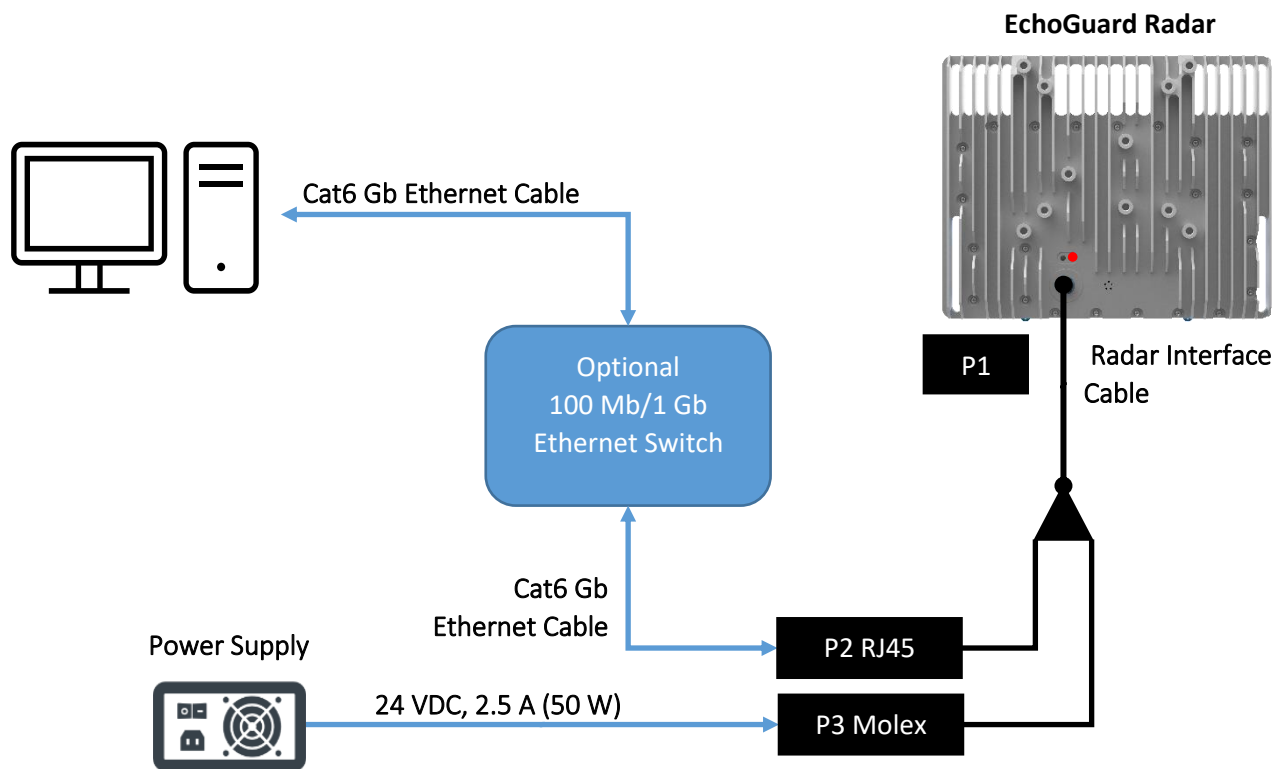 EchoGuard Radar
Cat6 Gb Ethernet Cable
Optional
100 Mb/1 Gb
Ethernet Switch
P1
Radar Interface
Cable
Cat6 Gb
Ethernet Cable
P2 RJ45
Power Supply
24 VDC, 2.5 A (50 W)
P3 Molex